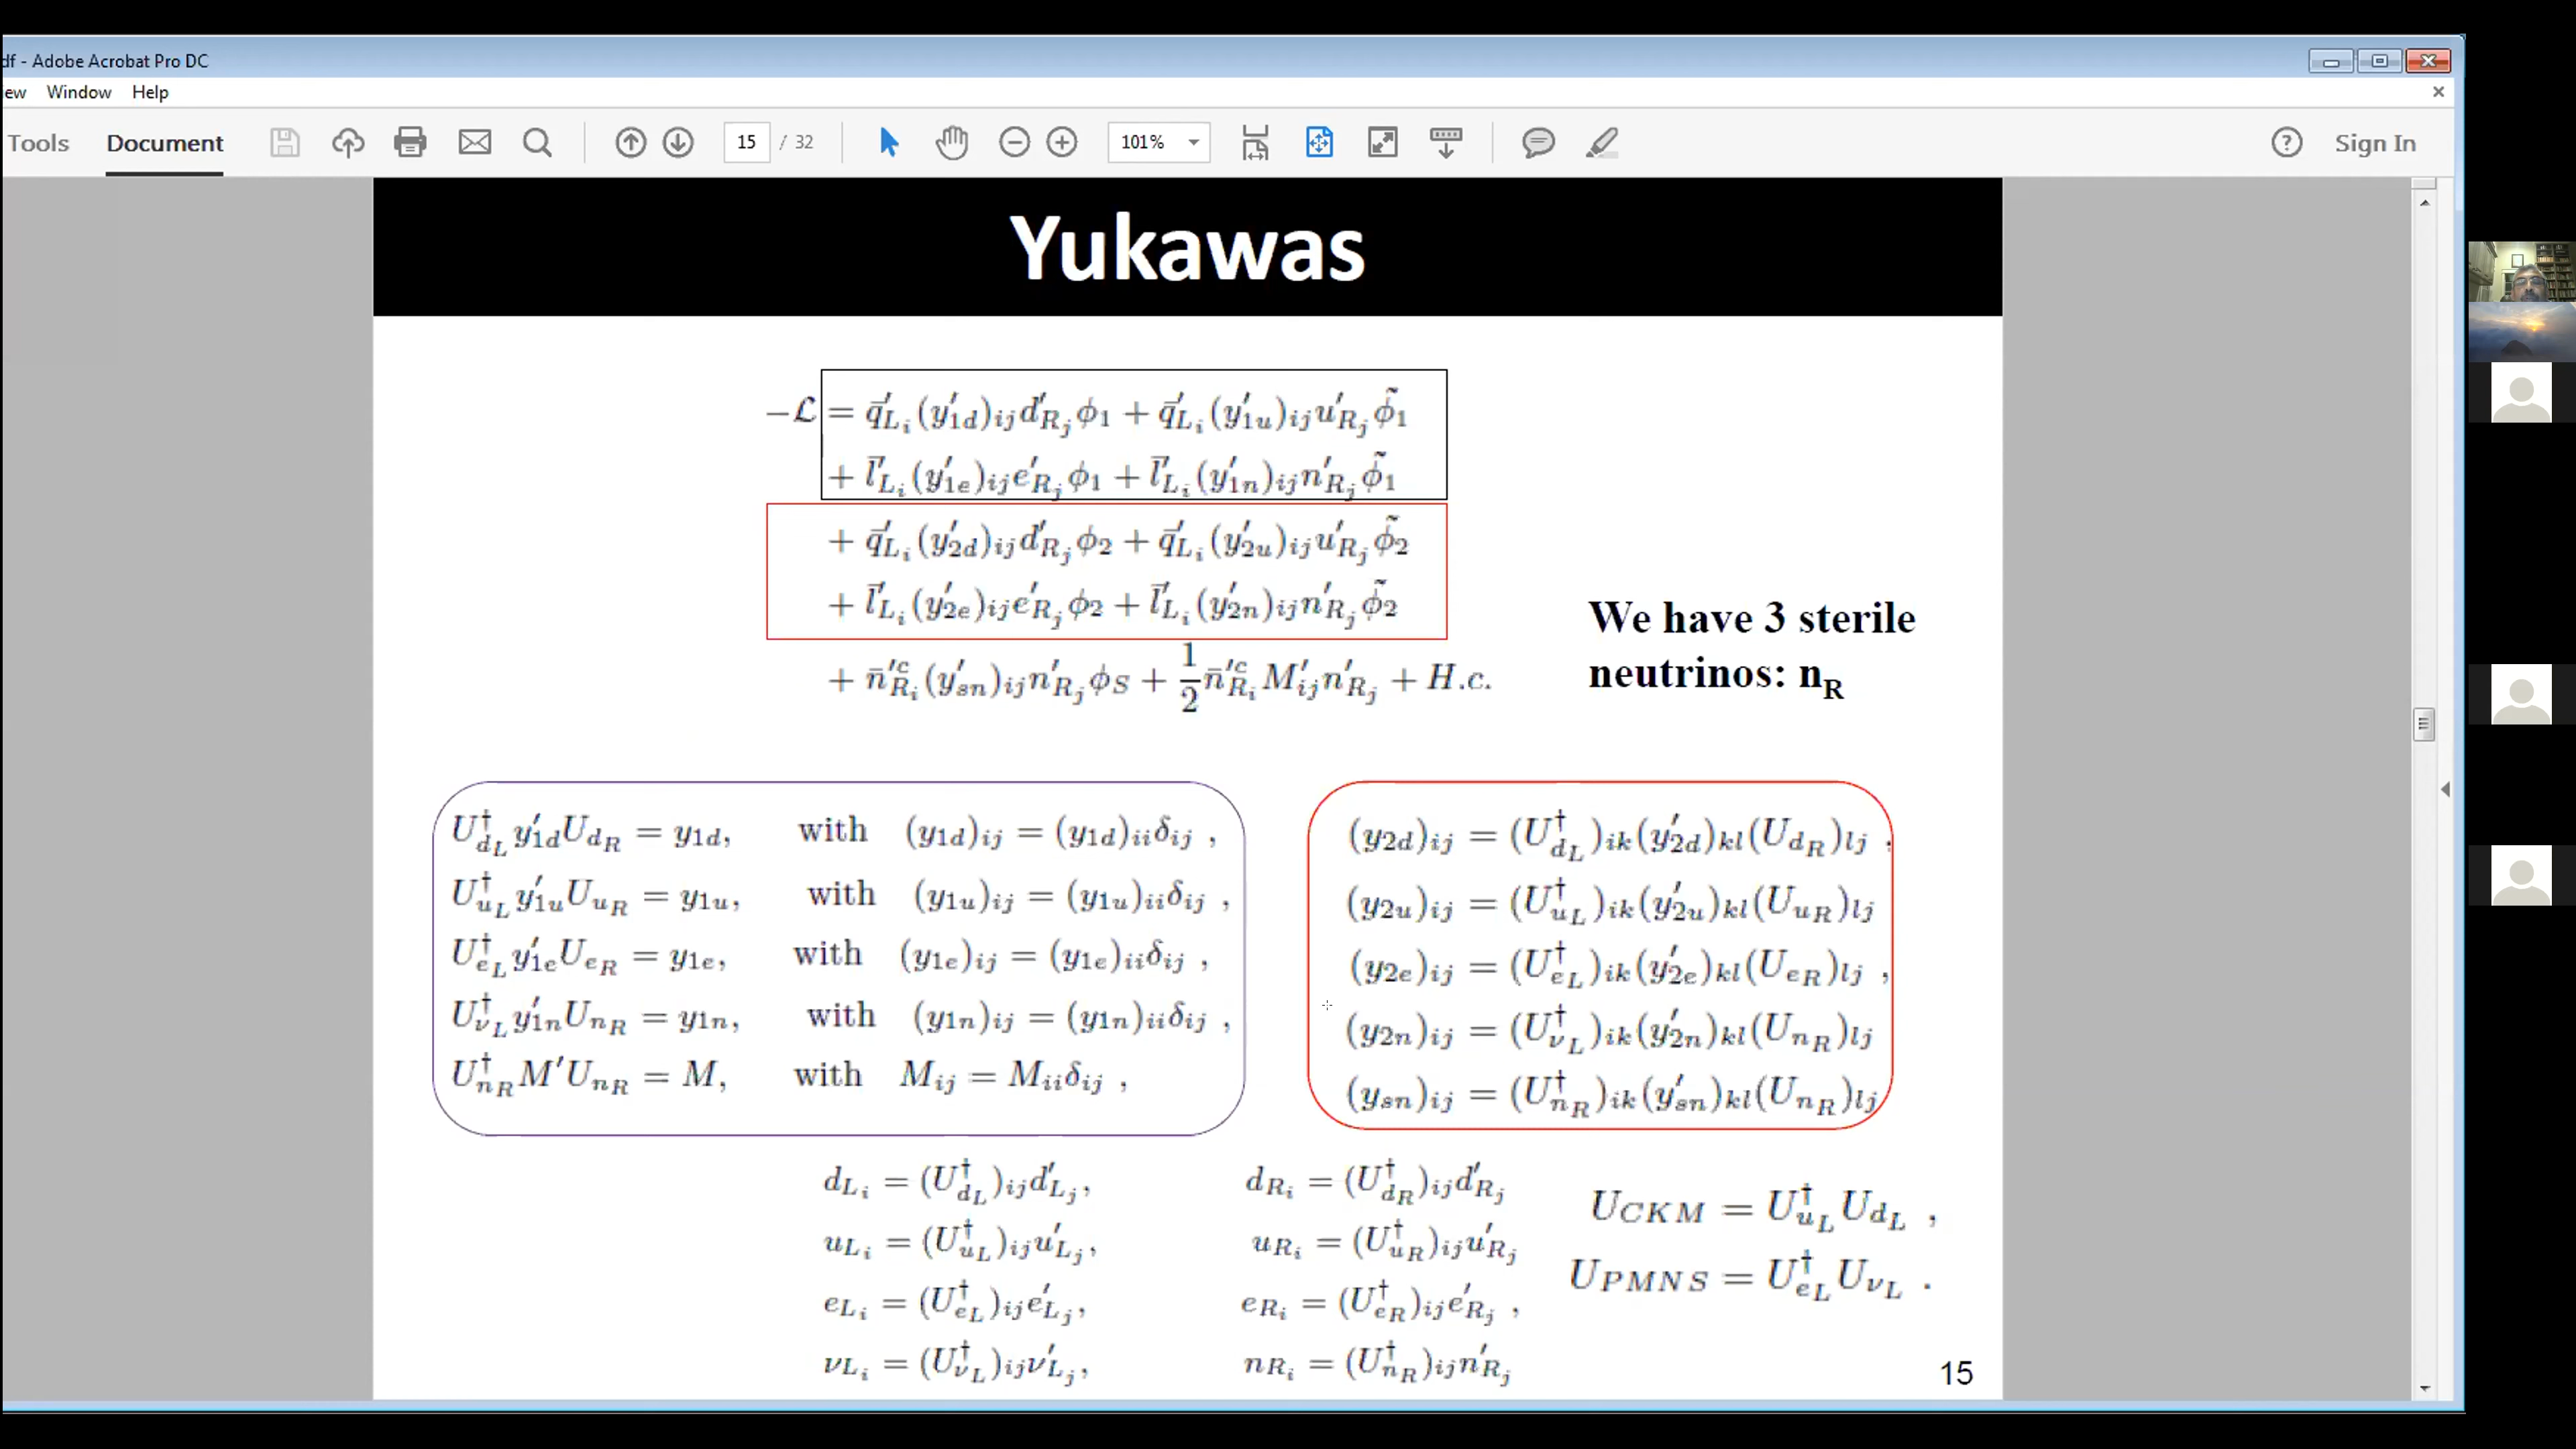 df - Adobe Acrobat Pro DC
ew Window Help
Tools Document 15 / 32 101% Sign In
Yukawas
−ℒ = q̄′_{L_i}(y′_{1d})_{ij}d′_{R_j}ϕ_1 + q̄′_{L_i}(y′_{1u})_{ij}u′_{R_j}ϕ̃_1
+ l̄′_{L_i}(y′_{1e})_{ij}e′_{R_j}ϕ_1 + l̄′_{L_i}(y′_{1n})_{ij}n′_{R_j}ϕ̃_1
+ q̄′_{L_i}(y′_{2d})_{ij}d′_{R_j}ϕ_2 + q̄′_{L_i}(y′_{2u})_{ij}u′_{R_j}ϕ̃_2
+ l̄′_{L_i}(y′_{2e})_{ij}e′_{R_j}ϕ_2 + l̄′_{L_i}(y′_{2n})_{ij}n′_{R_j}ϕ̃_2
+ n̄′^c_{R_i}(y′_{sn})_{ij}n′_{R_j}ϕ_S + 1/2 n̄′^c_{R_i}M′_{ij}n′_{R_j} + H.c.
We have 3 sterile
neutrinos: n_R
U†_{d_L}y′_{1d}U_{d_R} = y_{1d}, with (y_{1d})_{ij} = (y_{1d})_{ii}δ_{ij} ,
U†_{u_L}y′_{1u}U_{u_R} = y_{1u}, with (y_{1u})_{ij} = (y_{1u})_{ii}δ_{ij} ,
U†_{e_L}y′_{1e}U_{e_R} = y_{1e}, with (y_{1e})_{ij} = (y_{1e})_{ii}δ_{ij} ,
U†_{ν_L}y′_{1n}U_{n_R} = y_{1n}, with (y_{1n})_{ij} = (y_{1n})_{ii}δ_{ij} ,
U†_{n_R}M′U_{n_R} = M, with M_{ij} = M_{ii}δ_{ij} ,
(y_{2d})_{ij} = (U†_{d_L})_{ik}(y′_{2d})_{kl}(U_{d_R})_{lj} ,
(y_{2u})_{ij} = (U†_{u_L})_{ik}(y′_{2u})_{kl}(U_{u_R})_{lj}
(y_{2e})_{ij} = (U†_{e_L})_{ik}(y′_{2e})_{kl}(U_{e_R})_{lj} ,
(y_{2n})_{ij} = (U†_{ν_L})_{ik}(y′_{2n})_{kl}(U_{n_R})_{lj}
(y_{sn})_{ij} = (U†_{n_R})_{ik}(y′_{sn})_{kl}(U_{n_R})_{lj}
d_{L_i} = (U†_{d_L})_{ij}d′_{L_j}, d_{R_i} = (U†_{d_R})_{ij}d′_{R_j}
u_{L_i} = (U†_{u_L})_{ij}u′_{L_j}, u_{R_i} = (U†_{u_R})_{ij}u′_{R_j}
e_{L_i} = (U†_{e_L})_{ij}e′_{L_j}, e_{R_i} = (U†_{e_R})_{ij}e′_{R_j} ,
ν_{L_i} = (U†_{ν_L})_{ij}ν′_{L_j}, n_{R_i} = (U†_{n_R})_{ij}n′_{R_j}
U_{CKM} = U†_{u_L}U_{d_L} ,
U_{PMNS} = U†_{e_L}U_{ν_L} .
15